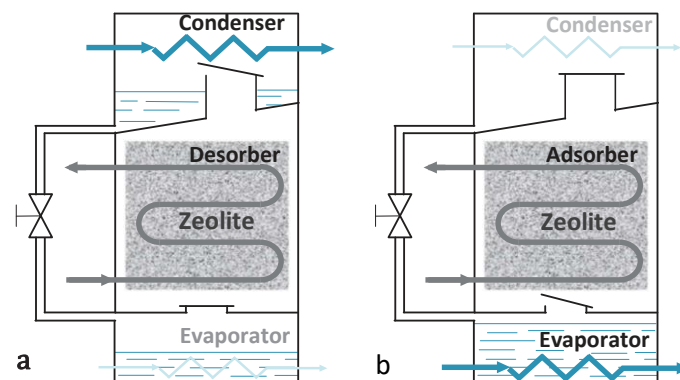 Condenser
Desorber
Zeolite
Evaporator
a
Condenser
Adsorber
Zeolite
Evaporator
b